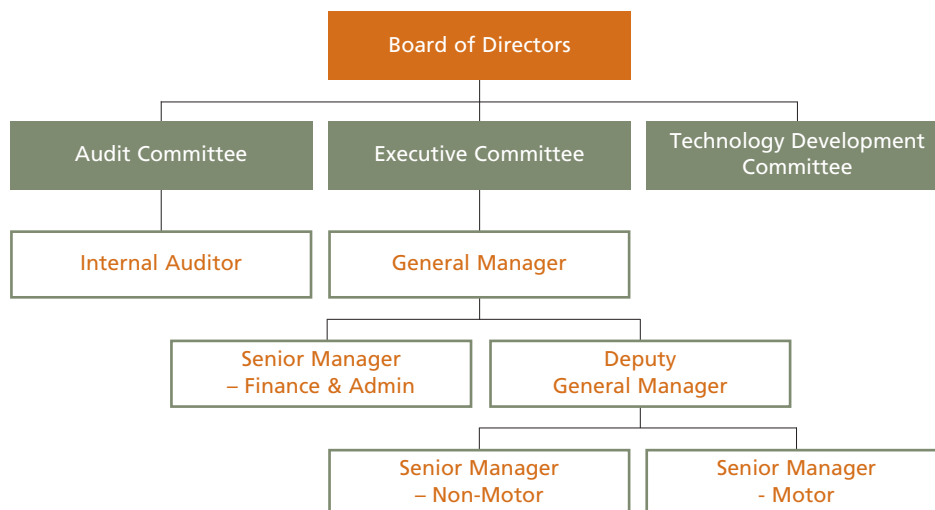 Board of Directors
Audit Committee
Executive Committee
Technology Development
Committee
Internal Auditor
General Manager
Senior Manager
– Finance & Admin
Deputy
General Manager
Senior Manager
– Non-Motor
Senior Manager
- Motor